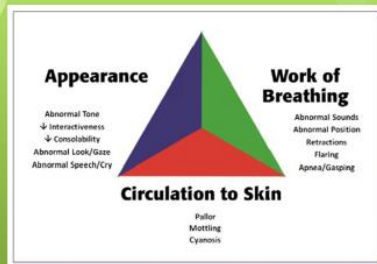 Appearance
Abnormal Tone
↓ Interactiveness
↓ Consolability
Abnormal Look/Gaze
Abnormal Speech/Cry
Work of
Breathing
Abnormal Sounds
Abnormal Position
Retractions
Flaring
Apnea/Gasping
Circulation to Skin
Pallor
Mottling
Cyanosis